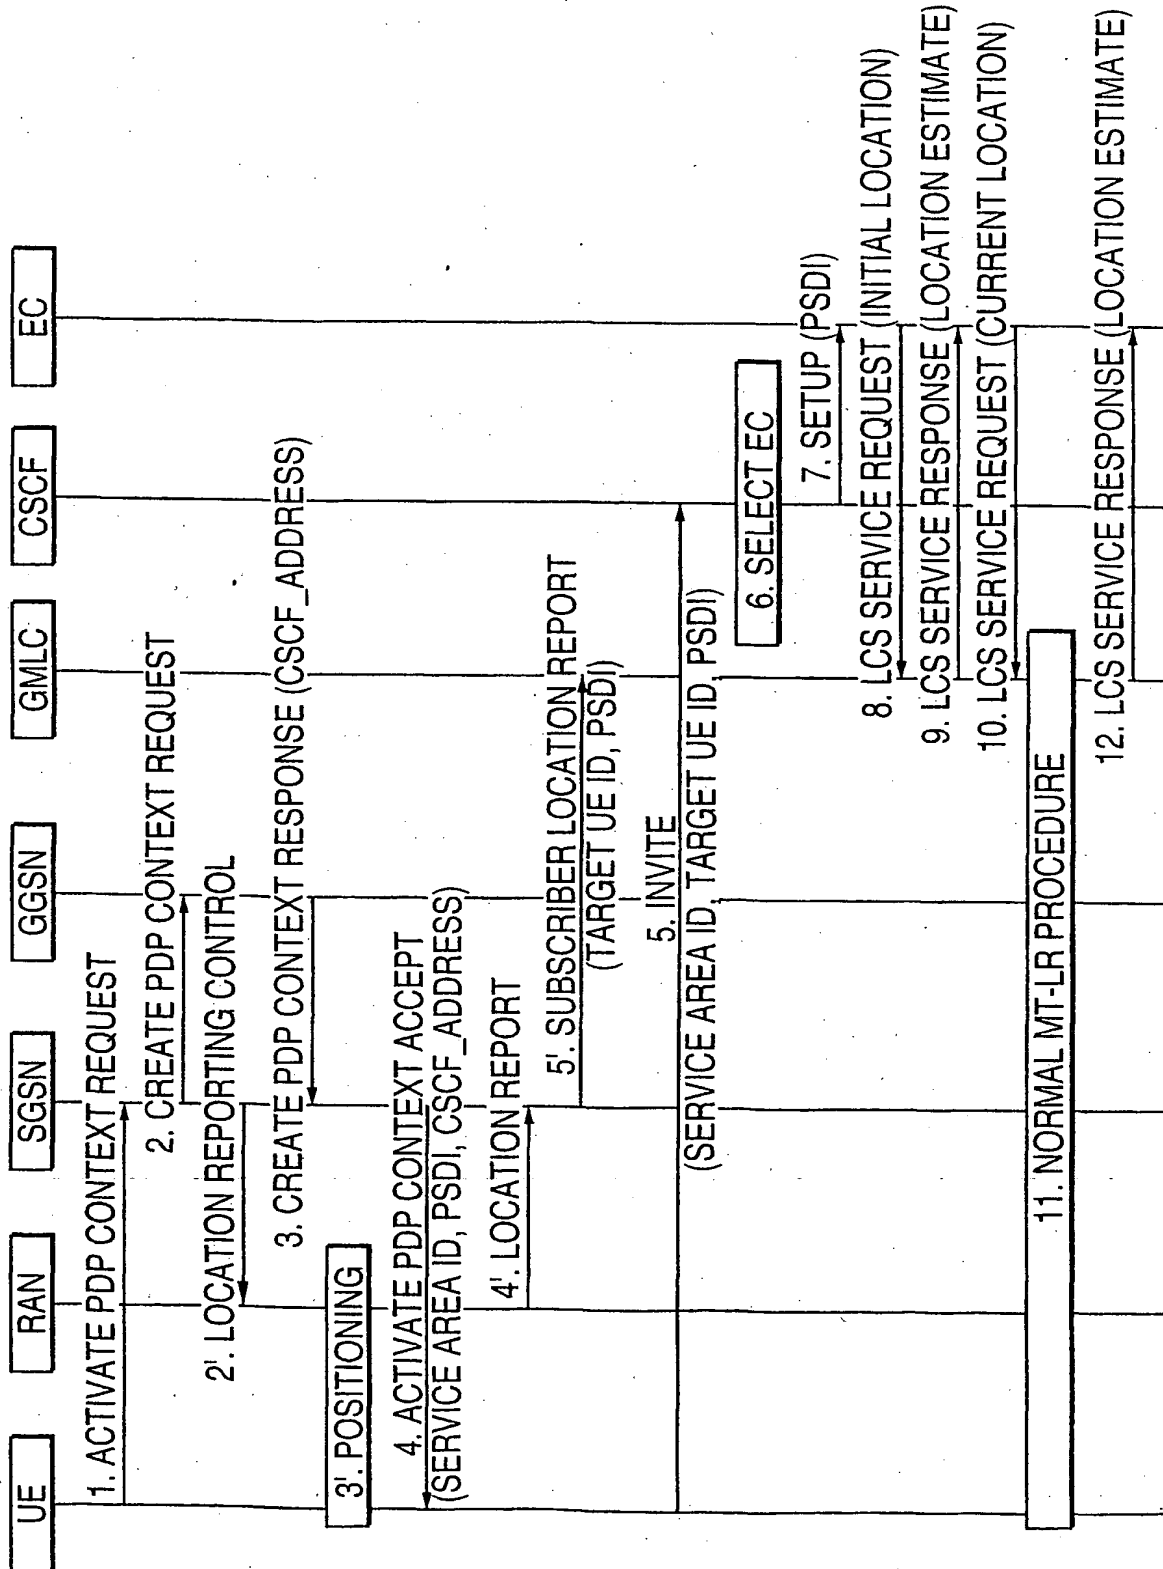 UE
RAN
SGSN
GGSN
GMLC
CSCF
EC
1. ACTIVATE PDP CONTEXT REQUEST
2. CREATE PDP CONTEXT REQUEST
2'. LOCATION REPORTING CONTROL
3. CREATE PDP CONTEXT RESPONSE (CSCF_ADDRESS)
3'. POSITIONING
4. ACTIVATE PDP CONTEXT ACCEPT
(SERVICE AREA ID, PSDI, CSCF_ADDRESS)
4'. LOCATION REPORT
5'. SUBSCRIBER LOCATION REPORT
(TARGET UE ID, PSDI)
5. INVITE
(SERVICE AREA ID, TARGET UE ID, PSDI)
6. SELECT EC
7. SETUP (PSDI)
8. LCS SERVICE REQUEST (INITIAL LOCATION)
9. LCS SERVICE RESPONSE (LOCATION ESTIMATE)
10. LCS SERVICE REQUEST (CURRENT LOCATION)
11. NORMAL MT-LR PROCEDURE
12. LCS SERVICE RESPONSE (LOCATION ESTIMATE)